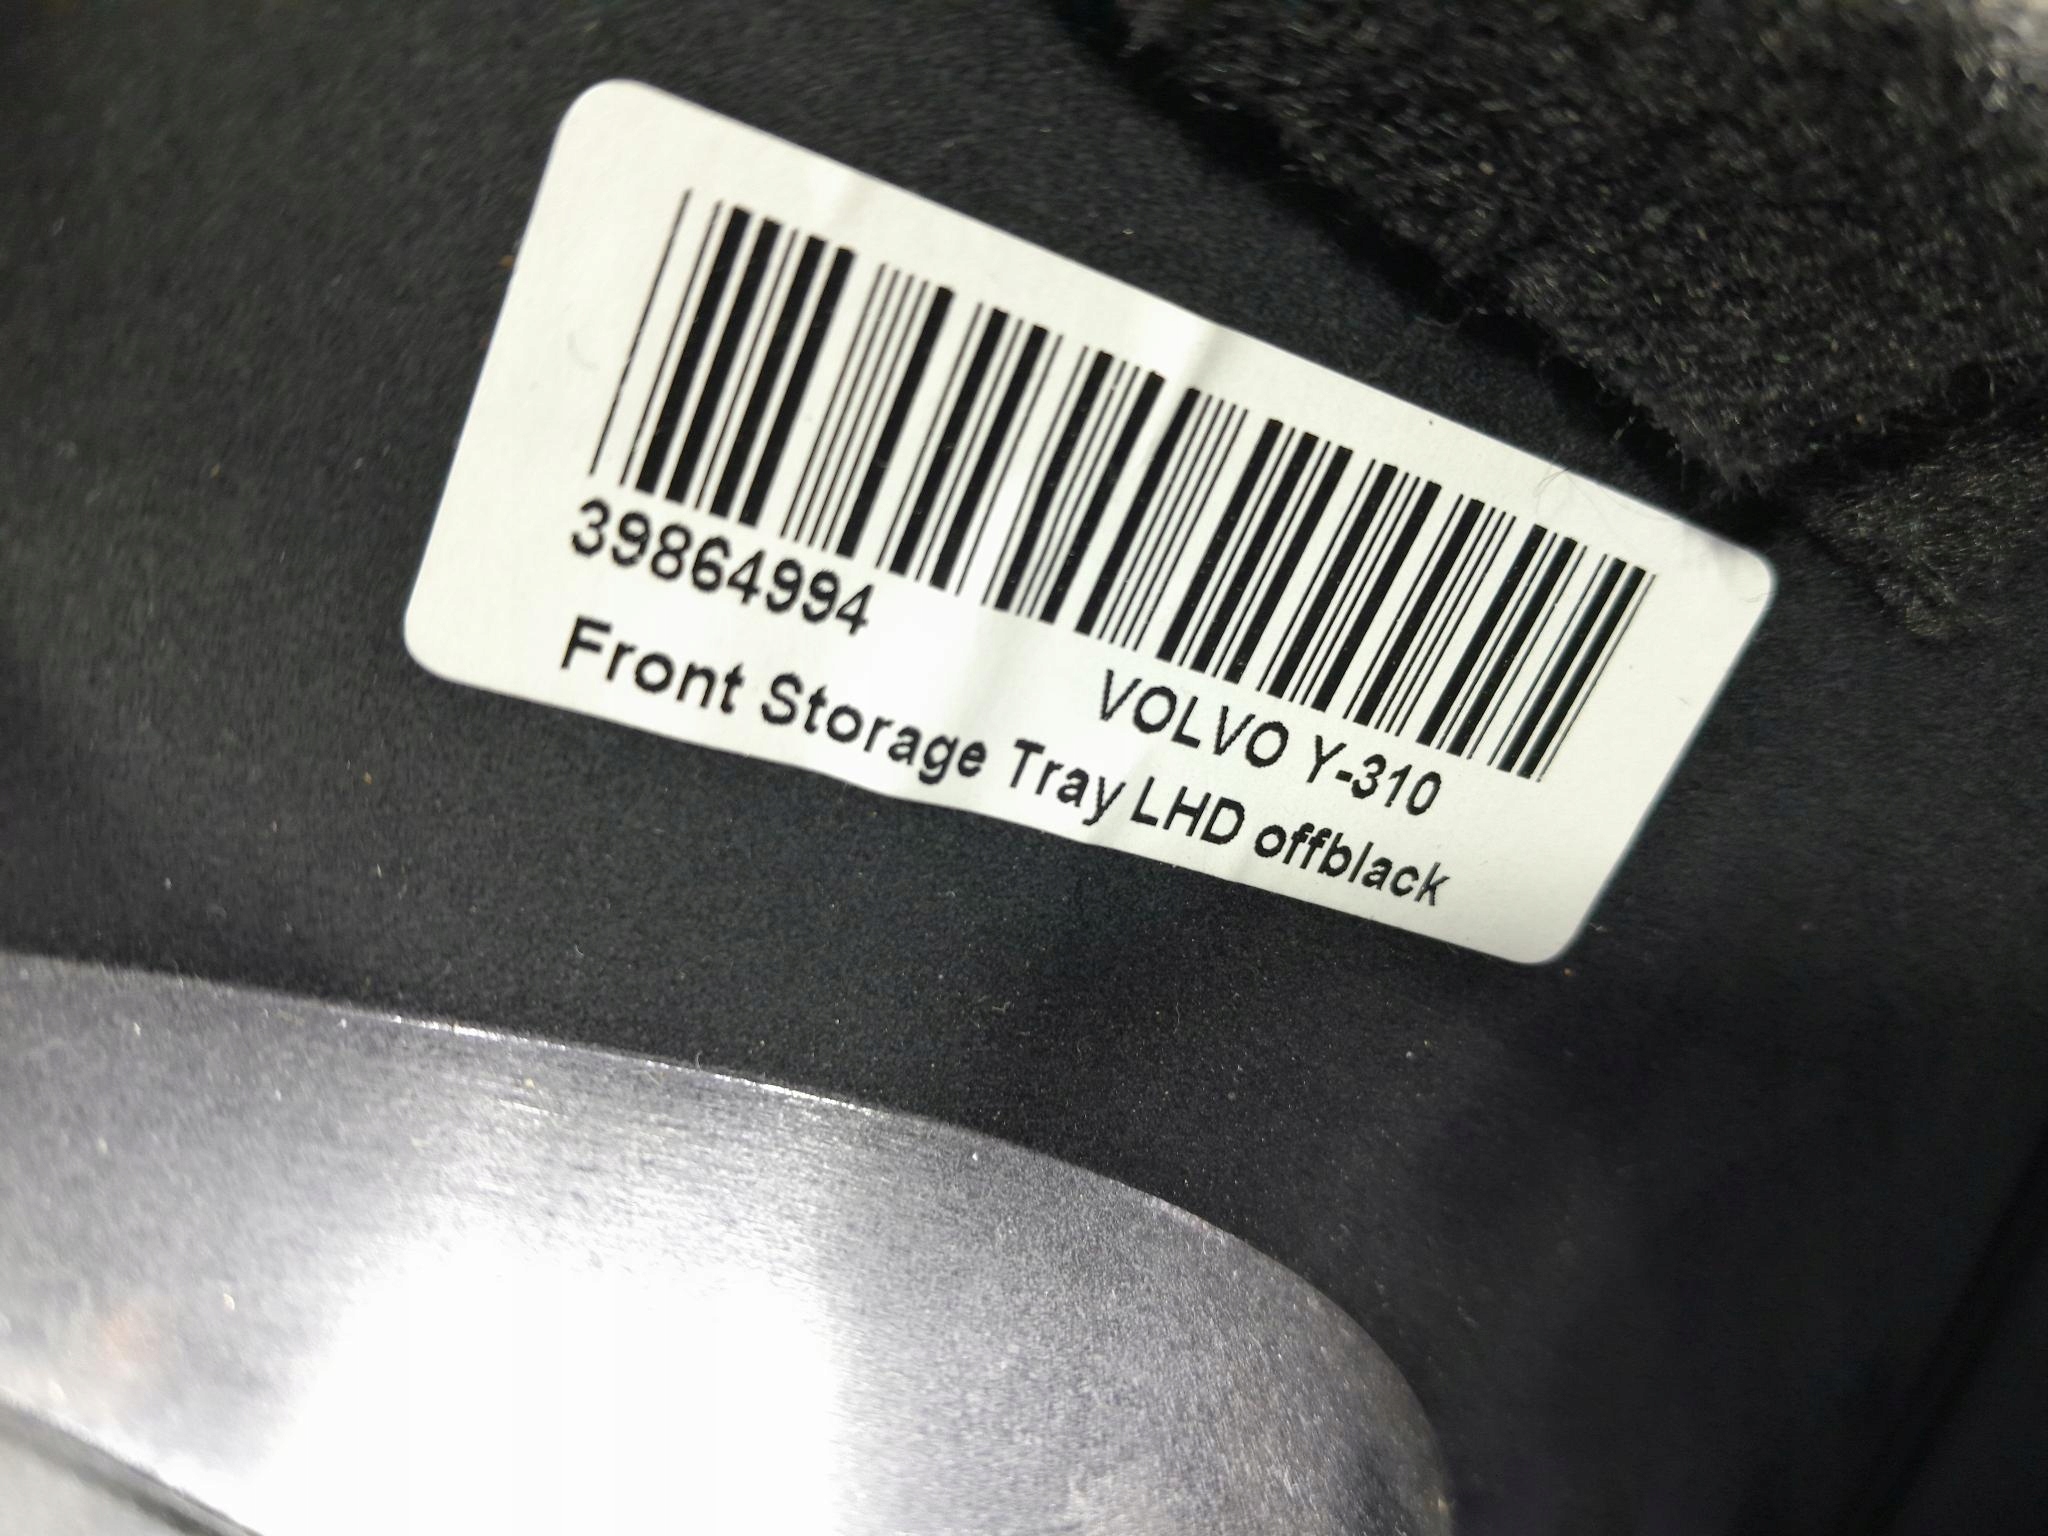 39864994
VOLVO Y-310
Front Storage Tray LHD offblack